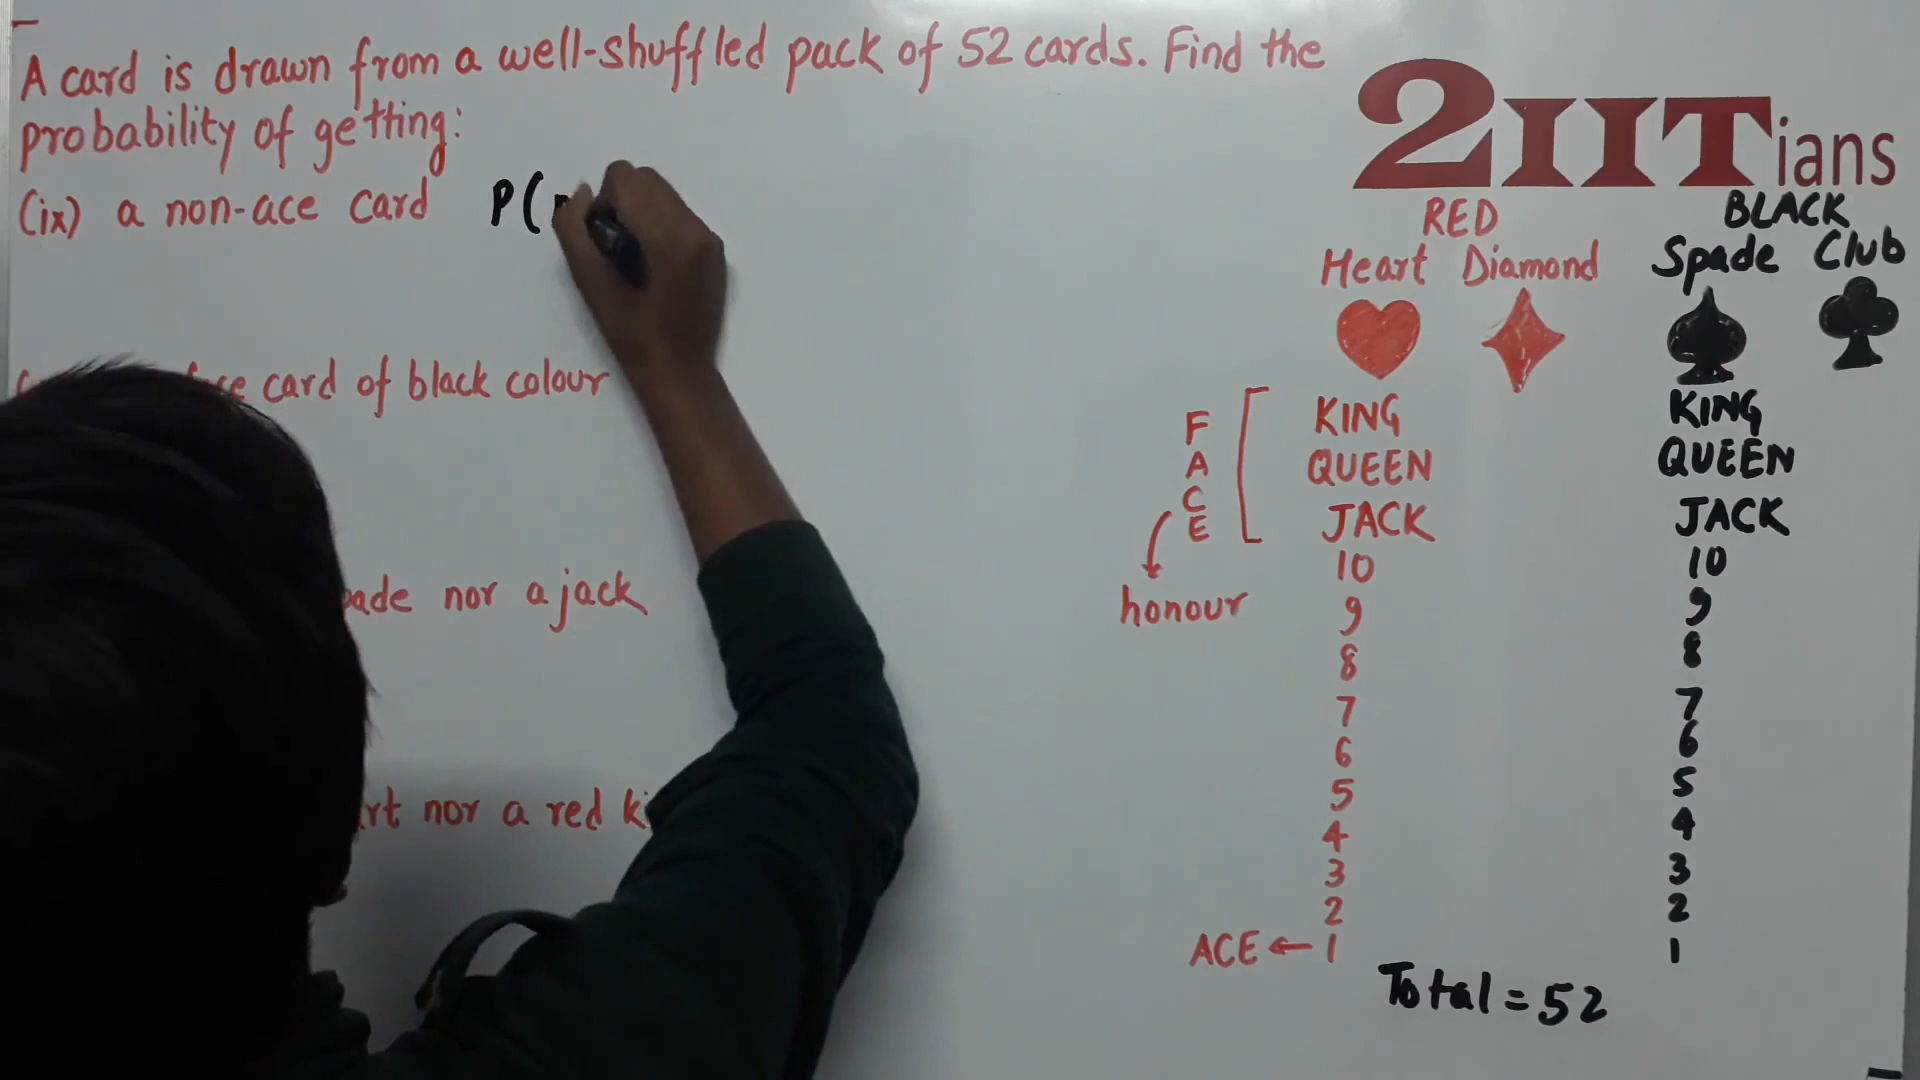 A card is drawn from a well-shuffled pack of 52 cards. Find the
probability of getting:
(ix) a non-ace card P(
card of black colour
nor a jack
nor a red
2IITians
RED BLACK
Heart Diamond Spade Club
FACE
honour
KING
QUEEN
JACK
10
9
8
7
6
5
4
3
2
ACE ← 1
KING
QUEEN
JACK
10
9
8
7
6
5
4
3
2
1
Total = 52